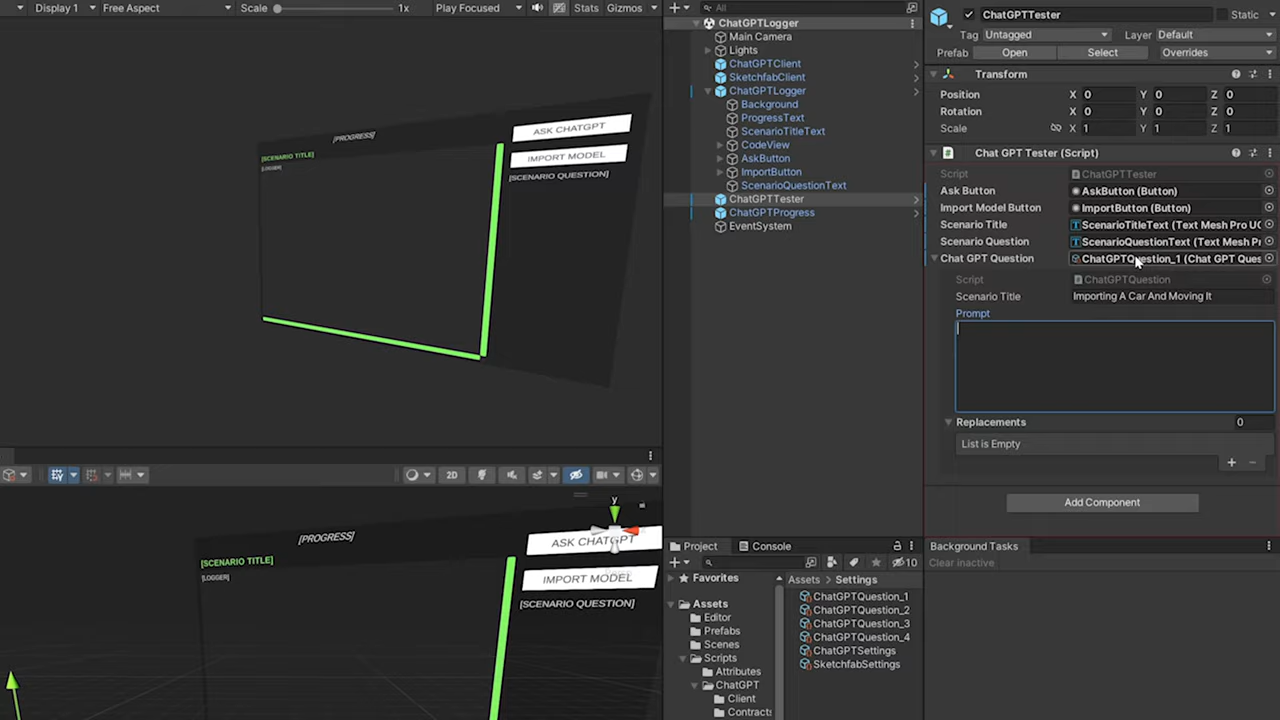 Display 1
Free Aspect
Scale
1x
Play Focused
Stats
Gizmos
[PROGRESS]
[SCENARIO TITLE]
[LOGGER]
ASK CHATGPT
IMPORT MODEL
[SCENARIO QUESTION]
2D
y
[PROGRESS]
[SCENARIO TITLE]
[LOGGER]
ASK CHATGPT
IMPORT MODEL
[SCENARIO QUESTION]
All
ChatGPTLogger
Main Camera
Lights
ChatGPTClient
SketchfabClient
ChatGPTLogger
Background
ProgressText
ScenarioTitleText
CodeView
AskButton
ImportButton
ScenarioQuestionText
ChatGPTTester
ChatGPTProgress
EventSystem
Project
Console
10
Favorites
Assets
Editor
Prefabs
Scenes
Scripts
Attributes
ChatGPT
Client
Contracts
Assets
Settings
ChatGPTQuestion_1
ChatGPTQuestion_2
ChatGPTQuestion_3
ChatGPTQuestion_4
ChatGPTSettings
SketchfabSettings
ChatGPTTester
Static
Tag Untagged
Layer Default
Prefab Open Select Overrides
Transform
Position X 0 Y 0 Z 0
Rotation X 0 Y 0 Z 0
Scale X 1 Y 1 Z 1
Chat GPT Tester (Script)
Script ChatGPTTester
Ask Button AskButton (Button)
Import Model Button ImportButton (Button)
Scenario Title ScenarioTitleText (Text Mesh Pro UG
Scenario Question ScenarioQuestionText (Text Mesh Pr
Chat GPT Question ChatGPTQuestion_1 (Chat GPT Ques
Script ChatGPTQuestion
Scenario Title Importing A Car And Moving It
Prompt
Replacements 0
List is Empty
Add Component
Background Tasks
Clear inactive